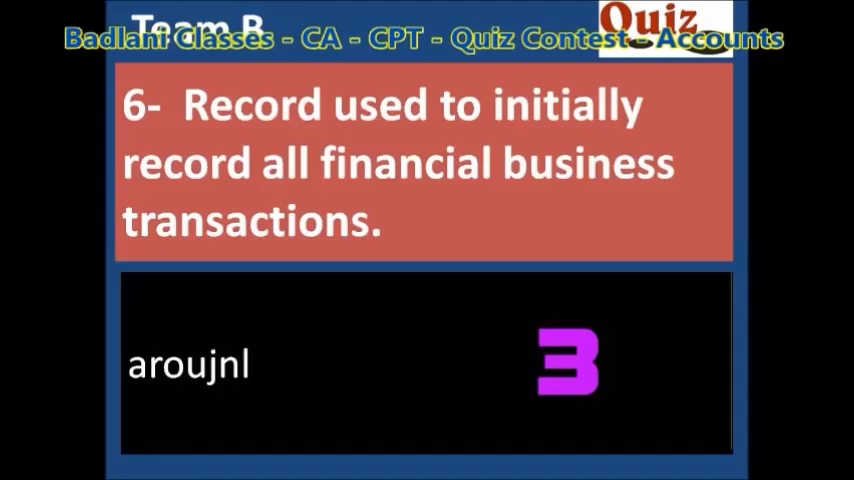 Team B
Quiz
Badlani Classes - CA - CPT - Quiz Contest - Accounts
6- Record used to initially
record all financial business
transactions.
aroujnl
3